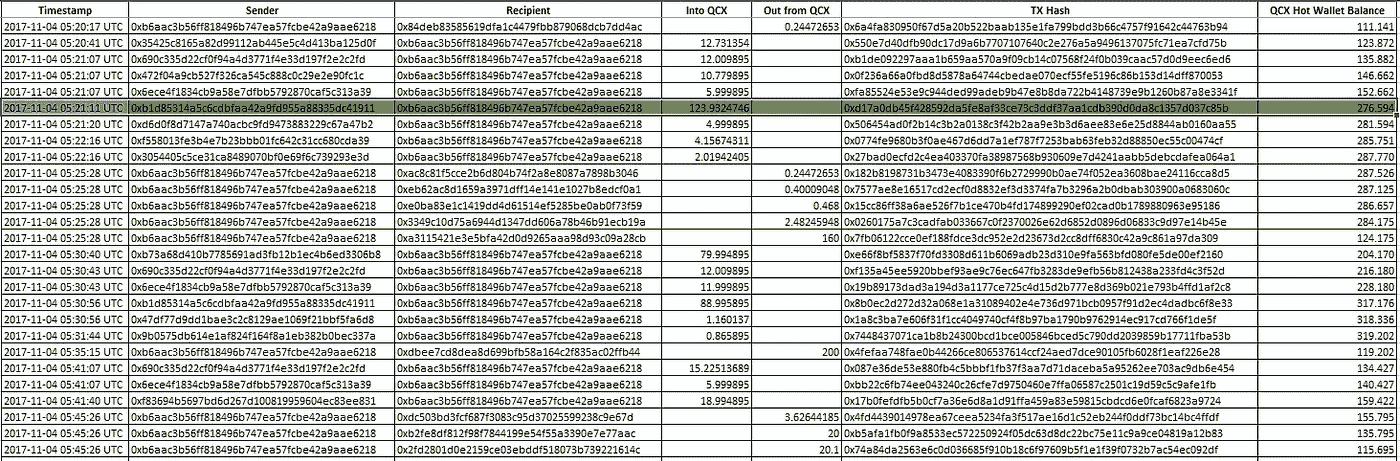 Timestamp Sender Recipient Into QCX Out from QCX TX Hash QCX Hot Wallet Balance
2017-11-04 05:20:17 UTC 0xb6aac3b56ff818496b747ea57fcbe42a9aae6218 0x84deb83585619dfa1c4479fbb879068dcb7dd4ac 0.24472653 0x6a4fa830950f67d5a20b522baab135e1fa799bdd3b66c4757f91642c44763b94 111.141
2017-11-04 05:20:41 UTC 0x35425c8165a82d99112ab445e5c4d413ba125d0f 0xb6aac3b56ff818496b747ea57fcbe42a9aae6218 12.731354 0x550e7d40dfb90dc17d9a6b7707107640c2e276a5a9496137075fc71ea7cfd75b 123.872
2017-11-04 05:21:07 UTC 0x690c335d22cf0f94a4d3771f4e33d197f2e2c2fd 0xb6aac3b56ff818496b747ea57fcbe42a9aae6218 12.009895 0xb1de092297aaa1b659aa570a9f09cb14c07568f24f0b039caac57d0d9eec6ed6 135.882
2017-11-04 05:21:07 UTC 0x472f04a9cb527f326ca545c888c0c29e2e90fc1c 0xb6aac3b56ff818496b747ea57fcbe42a9aae6218 10.779895 0x0f236a66a0fbd8d5878a64744cbedae070ecf55fe5196c86b153d14dff870053 146.662
2017-11-04 05:21:07 UTC 0x6ece4f1834cb9a58e7dfbb5792870caf5c313a39 0xb6aac3b56ff818496b747ea57fcbe42a9aae6218 5.999895 0xfa85524e53e9c944ded99adeb9b47e8b8da722b4148739e9b1260b87a8e3341f 152.662
2017-11-04 05:21:11 UTC 0xb1d85314a5c6cdbfaa42a9fd955a88335dc41911 0xb6aac3b56ff818496b747ea57fcbe42a9aae6218 123.9324746 0xd17a0db45f428592da5fe8af33ce73c3ddf37aa1cdb390d0da8c1357d037c85b 276.594
2017-11-04 05:21:20 UTC 0xd6d0f8d7147a740acbc9fd9473883229c67a47b2 0xb6aac3b56ff818496b747ea57fcbe42a9aae6218 4.999895 0x506454ad0f2b14c3b2a0138c3f42b2aa9e3b3d6aee83e6e25d8844ab0160aa55 281.594
2017-11-04 05:22:16 UTC 0xf558013fe3b4e7b23bbb01fc642c31cc680cda39 0xb6aac3b56ff818496b747ea57fcbe42a9aae6218 4.15674311 0x0774fe9680b3f0ae467d6dd7a1ef787f7253bab63feb32d88850ec55c00474cf 285.751
2017-11-04 05:22:16 UTC 0x3054405c5ce31ca8489070bf0e69f6c739293e3d 0xb6aac3b56ff818496b747ea57fcbe42a9aae6218 2.01942405 0x27bad0ecfd2c4ea403370fa38987568b930609e7d4241aabb5debcdafea064a1 287.770
2017-11-04 05:25:28 UTC 0xb6aac3b56ff818496b747ea57fcbe42a9aae6218 0xac8c81f5cce2b6d804b74f2a8e8087a7898b3046 0.24472653 0x182b8198731b3473e4083390f6b2729990b0ae74f052ea3608bae24116cca8d5 287.526
2017-11-04 05:25:28 UTC 0xb6aac3b56ff818496b747ea57fcbe42a9aae6218 0xeb62ac8d1659a3971dff14e141e1027b8edcf0a1 0.40009048 0x7577ae8e16517cd2ecf0d8832ef3d3374fa7b3296a2b0dbab303900a0683060c 287.125
2017-11-04 05:25:28 UTC 0xb6aac3b56ff818496b747ea57fcbe42a9aae6218 0xe0ba83e1c1419dd4d61514ef5285be0ab0f73f59 0.468 0x15cc86ff38a6ae526f7b1ce470b4fd174899290ef02cad0b1789880963e95186 286.657
2017-11-04 05:25:28 UTC 0xb6aac3b56ff818496b747ea57fcbe42a9aae6218 0x3349c10d75a6944d1347dd606a78b46b91ecb19a 2.48245948 0x0260175a7c3cadfab033667c0f2370026e62d6852d0896d06833c9d97e14b45e 284.175
2017-11-04 05:25:28 UTC 0xb6aac3b56ff818496b747ea57fcbe42a9aae6218 0xa3115421e3e5bfa42d0d9265aaa98d93c09a28cb 160 0x7fb06122cce0ef188fdce3dc952e2d23673d2cc8dff6830c42a9c861a97da309 124.175
2017-11-04 05:30:40 UTC 0xb73a68d410b7785691ad3fb12b1ec4b6ed3306b8 0xb6aac3b56ff818496b747ea57fcbe42a9aae6218 79.994895 0xe66f8bf5837f70fd3308d611b6069adb23d310e9fa563bfd080fe5de00ef2160 204.170
2017-11-04 05:30:43 UTC 0x690c335d22cf0f94a4d3771f4e33d197f2e2c2fd 0xb6aac3b56ff818496b747ea57fcbe42a9aae6218 12.009895 0xf135a45ee5920bbef93ae9c76ec647fb3283de9efb56b812438a233fd4c3f52d 216.180
2017-11-04 05:30:43 UTC 0x6ece4f1834cb9a58e7dfbb5792870caf5c313a39 0xb6aac3b56ff818496b747ea57fcbe42a9aae6218 11.999895 0x19b89173dad3a194d3a1177ce725c4d15d2b777e8d369b021e793b4ffd1af2c8 228.180
2017-11-04 05:30:56 UTC 0xb1d85314a5c6cdbfaa42a9fd955a88335dc41911 0xb6aac3b56ff818496b747ea57fcbe42a9aae6218 88.995895 0x8b0ec2d272d32a068e1a31089402e4e736d971bcb0957f91d2ec4dadbc6f8e33 317.176
2017-11-04 05:30:56 UTC 0x47df77d9dd1bae3c2c8129ae1069f21bbf5fa6d8 0xb6aac3b56ff818496b747ea57fcbe42a9aae6218 1.160137 0x1a8c3ba7e606f31f1cc4049740cf4f8b97ba1790b9762914ec917cd766f1de5f 318.336
2017-11-04 05:31:44 UTC 0x9b0575db614e1af824f164f8a1eb382b0bec337a 0xb6aac3b56ff818496b747ea57fcbe42a9aae6218 0.865895 0x7448437071ca1b8b24300bcd1bce005846bced5c790dd2039859b17711fba53b 319.202
2017-11-04 05:35:15 UTC 0xb6aac3b56ff818496b747ea57fcbe42a9aae6218 0xdbee7cd8dea8d699bfb58a164c2f835ac02ffb44 200 0x4fefaa748fae0b44266ce806537614ccf24aed7dce90105fb6028f1eaf226e28 119.202
2017-11-04 05:41:07 UTC 0x690c335d22cf0f94a4d3771f4e33d197f2e2c2fd 0xb6aac3b56ff818496b747ea57fcbe42a9aae6218 15.22513689 0x087e36de53e880fb4c5bbbf1fb37f3aa7d71daceba5a95262ee703ac9db6e454 134.427
2017-11-04 05:41:07 UTC 0x6ece4f1834cb9a58e7dfbb5792870caf5c313a39 0xb6aac3b56ff818496b747ea57fcbe42a9aae6218 5.999895 0xbb22c6fb74ee043240c26cfe7d9750460e7ffa06587c2501c19d59c5c9afe1fb 140.427
2017-11-04 05:41:40 UTC 0xf83694b5697bd6d267d100819959604ec83ee831 0xb6aac3b56ff818496b747ea57fcbe42a9aae6218 18.994895 0x17b0fefdfb5b0cf7a36e6d8a1d91ffa459a83e59815cbdcd6e0fcaf6823a9724 159.422
2017-11-04 05:45:26 UTC 0xb6aac3b56ff818496b747ea57fcbe42a9aae6218 0xdc503bd3fcf687f3083c95d37025599238c9e67d 3.62644185 0x4fd4439014978ea67ceea5234fa3f517ae16d1c52eb244f0ddf73bc14bc4ffdf 155.795
2017-11-04 05:45:26 UTC 0xb6aac3b56ff818496b747ea57fcbe42a9aae6218 0xb2fe8df812f98f7844199e54f55a3390e7e77aac 20 0xb5afa1fb0f9a8533ec572250924f05dc63d8dc22bc75e11c9a9ce04819a12b83 135.795
2017-11-04 05:45:26 UTC 0xb6aac3b56ff818496b747ea57fcbe42a9aae6218 0x2fd2801d0e2159ce03ebddf518073b739221614c 20.1 0x74a84da2563e6c0d036685f910b18c6f97609b5f1e1f39f0732b7ac54ec092df 115.695